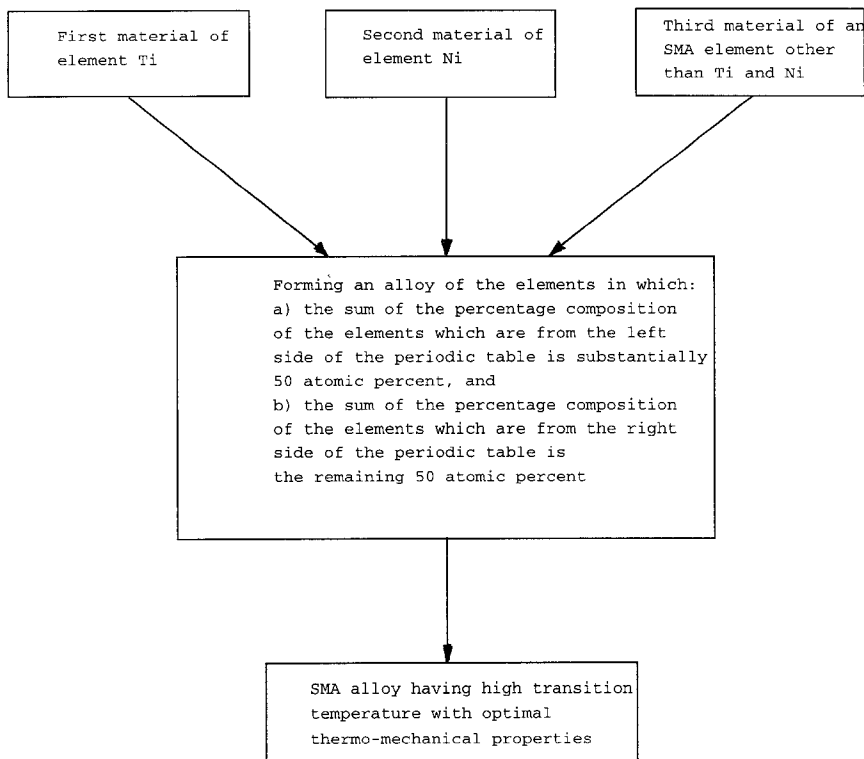 First material of
element Ti
Second material of
element Ni
Third material of an
SMA element other
than Ti and Ni
Forming an alloy of the elements in which:
a) the sum of the percentage composition
of the elements which are from the left
side of the periodic table is substantially
50 atomic percent, and
b) the sum of the percentage composition
of the elements which are from the right
side of the periodic table is
the remaining 50 atomic percent
SMA alloy having high transition
temperature with optimal
thermo-mechanical properties